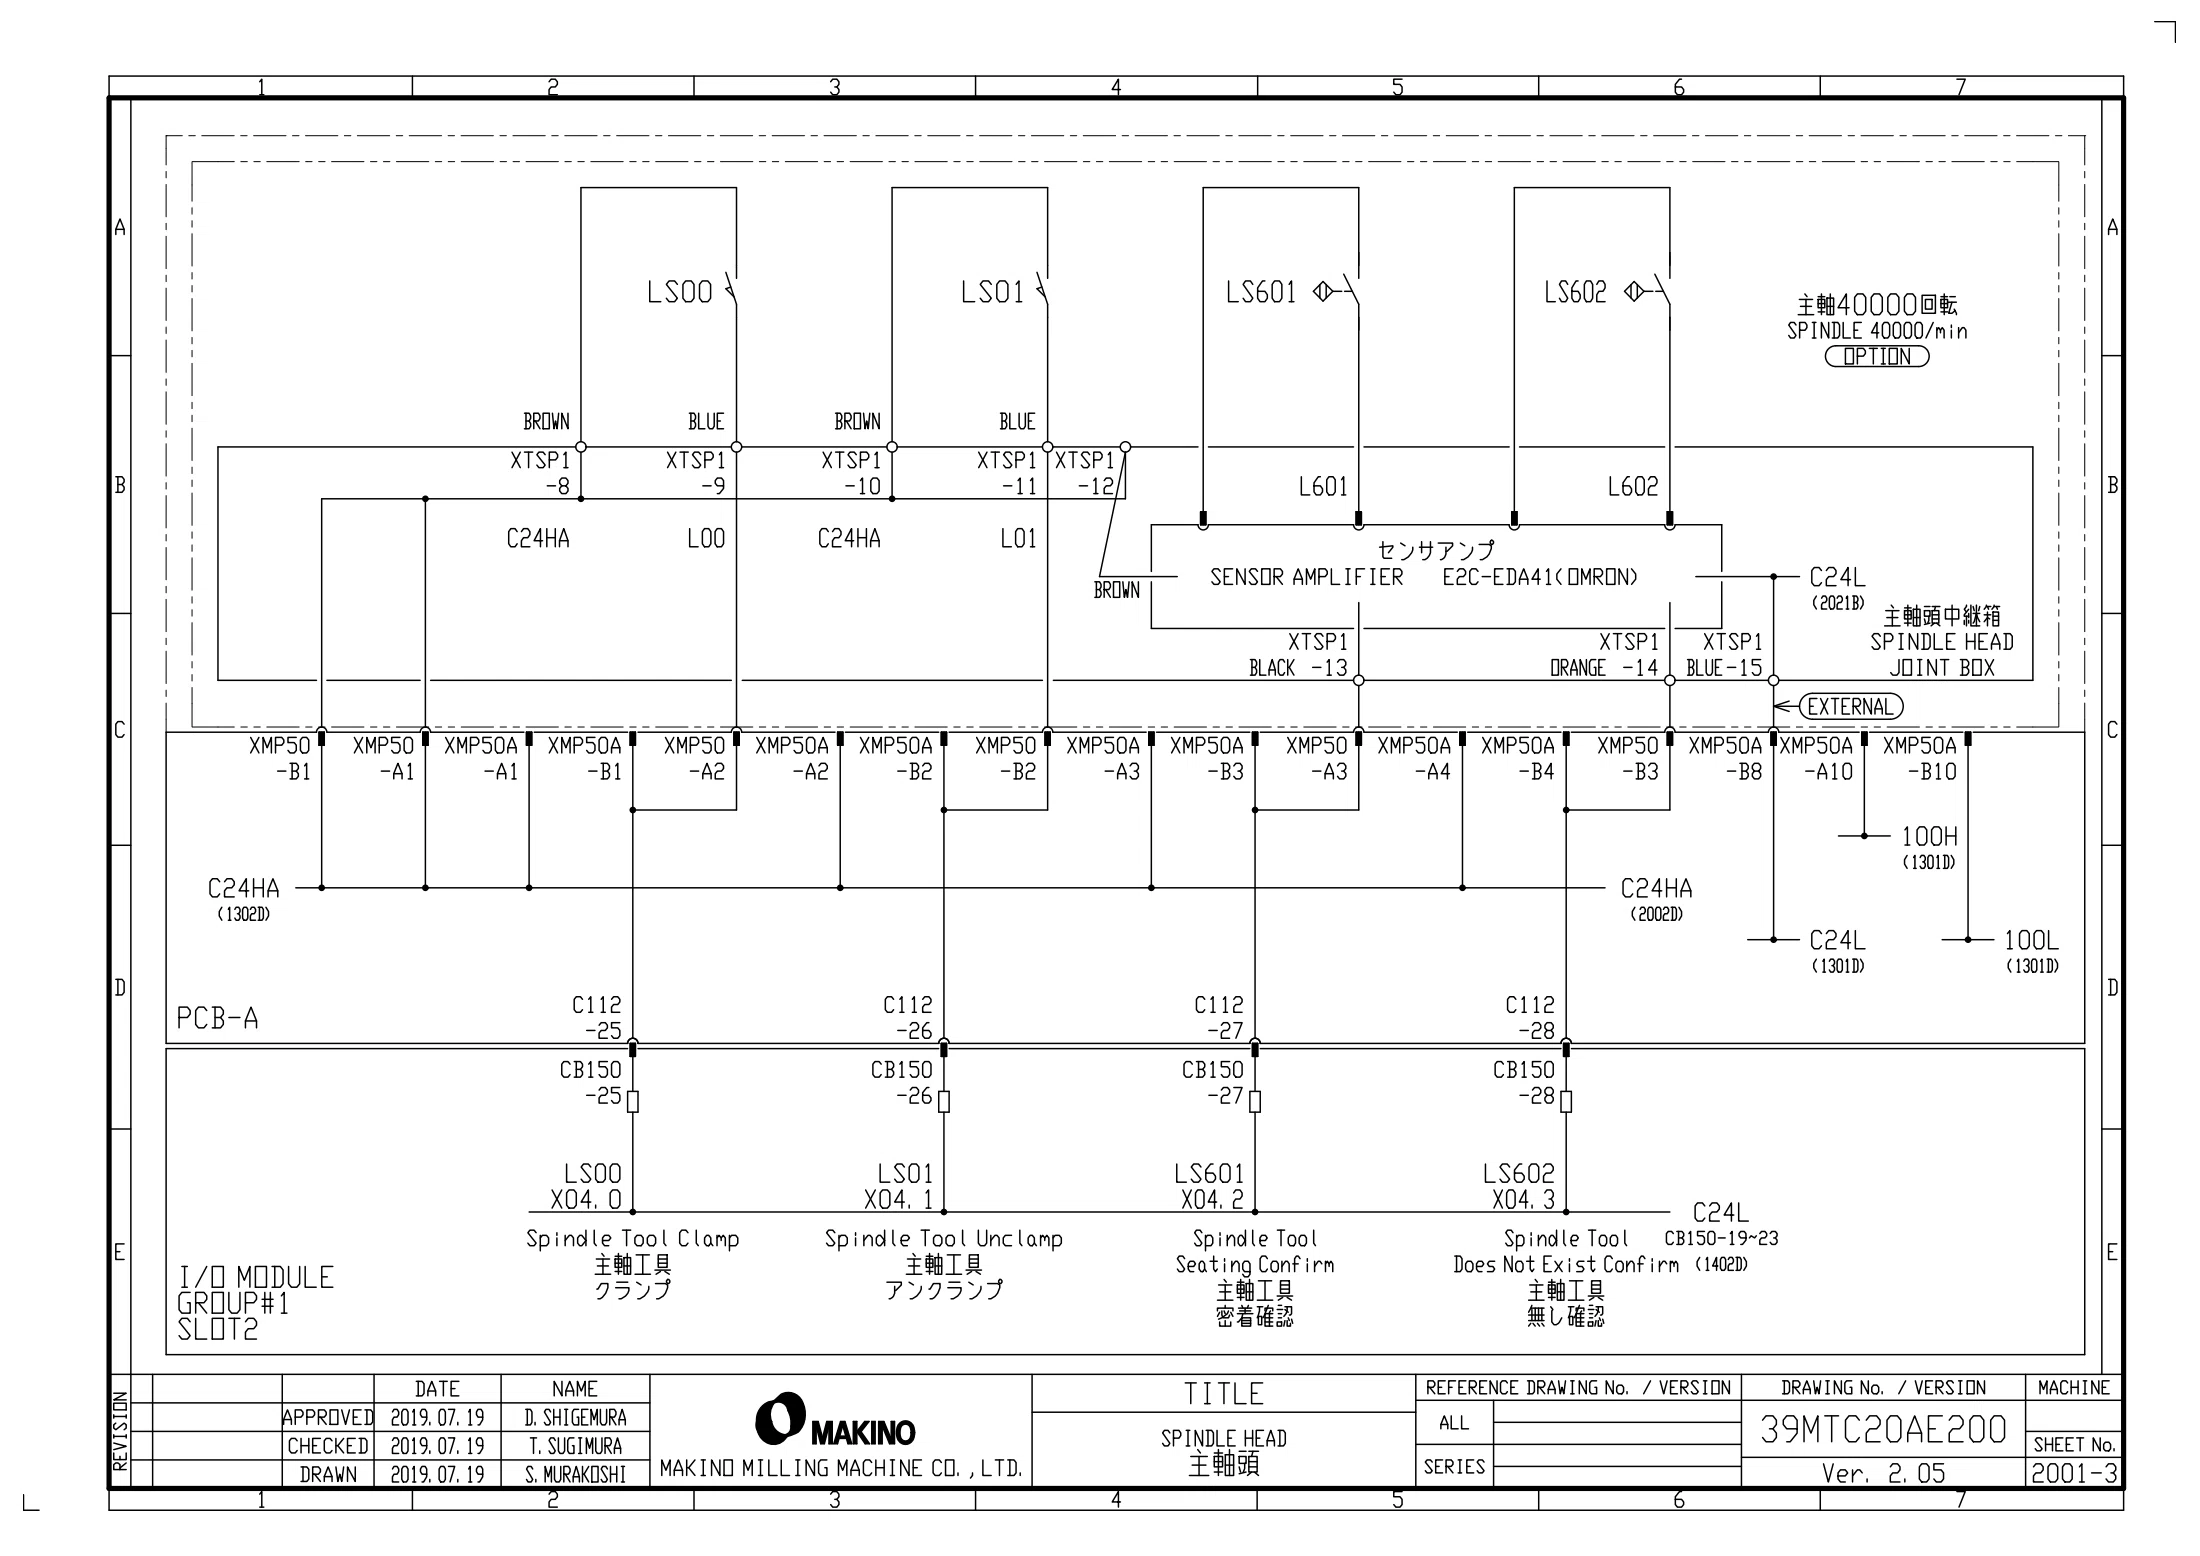 1 2 3 4 5 6 7
A A
LS00 LS01 LS601 LS602
主軸40000回転
SPINDLE 40000/min
OPTION
BROWN BLUE BROWN BLUE
XTSP1 XTSP1 XTSP1 XTSP1 XTSP1
-8 -9 -10 -11 -12 L601 L602
B B
C24HA L00 C24HA L01
センサアンプ
SENSOR AMPLIFIER E2C-EDA41(OMRON)
BROWN
C24L
(2021B)
主軸頭中継箱
SPINDLE HEAD
JOINT BOX
XTSP1 XTSP1 XTSP1
BLACK -13 ORANGE -14 BLUE-15
EXTERNAL
C C
XMP50 XMP50 XMP50A XMP50A XMP50 XMP50A XMP50A XMP50 XMP50A XMP50A XMP50 XMP50A XMP50A XMP50 XMP50A XMP50A XMP50A
-B1 -A1 -A1 -B1 -A2 -A2 -B2 -B2 -A3 -B3 -A3 -A4 -B4 -B3 -B8 -A10 -B10
100H
(1301D)
C24HA C24HA
(1302D) (2002D)
C24L 100L
(1301D) (1301D)
D D
PCB-A
C112 C112 C112 C112
-25 -26 -27 -28
CB150 CB150 CB150 CB150
-25 -26 -27 -28
LS00 LS01 LS601 LS602
X04.0 X04.1 X04.2 X04.3
C24L
CB150-19~23
(1402D)
Spindle Tool Clamp
主軸工具
クランプ
Spindle Tool Unclamp
主軸工具
アンクランプ
Spindle Tool
Seating Confirm
主軸工具
密着確認
Spindle Tool
Does Not Exist Confirm
主軸工具
無し確認
E E
I/O MODULE
GROUP#1
SLOT2
REVISION
DATE NAME
APPROVED 2019.07.19 D. SHIGEMURA
CHECKED 2019.07.19 T. SUGIMURA
DRAWN 2019.07.19 S. MURAKOSHI
MAKINO
MAKINO MILLING MACHINE CO.,LTD.
TITLE
SPINDLE HEAD
主軸頭
REFERENCE DRAWING No. / VERSION
ALL
SERIES
DRAWING No. / VERSION
39MTC20AE200
Ver. 2.05
MACHINE
SHEET No.
2001-3
1 2 3 4 5 6 7